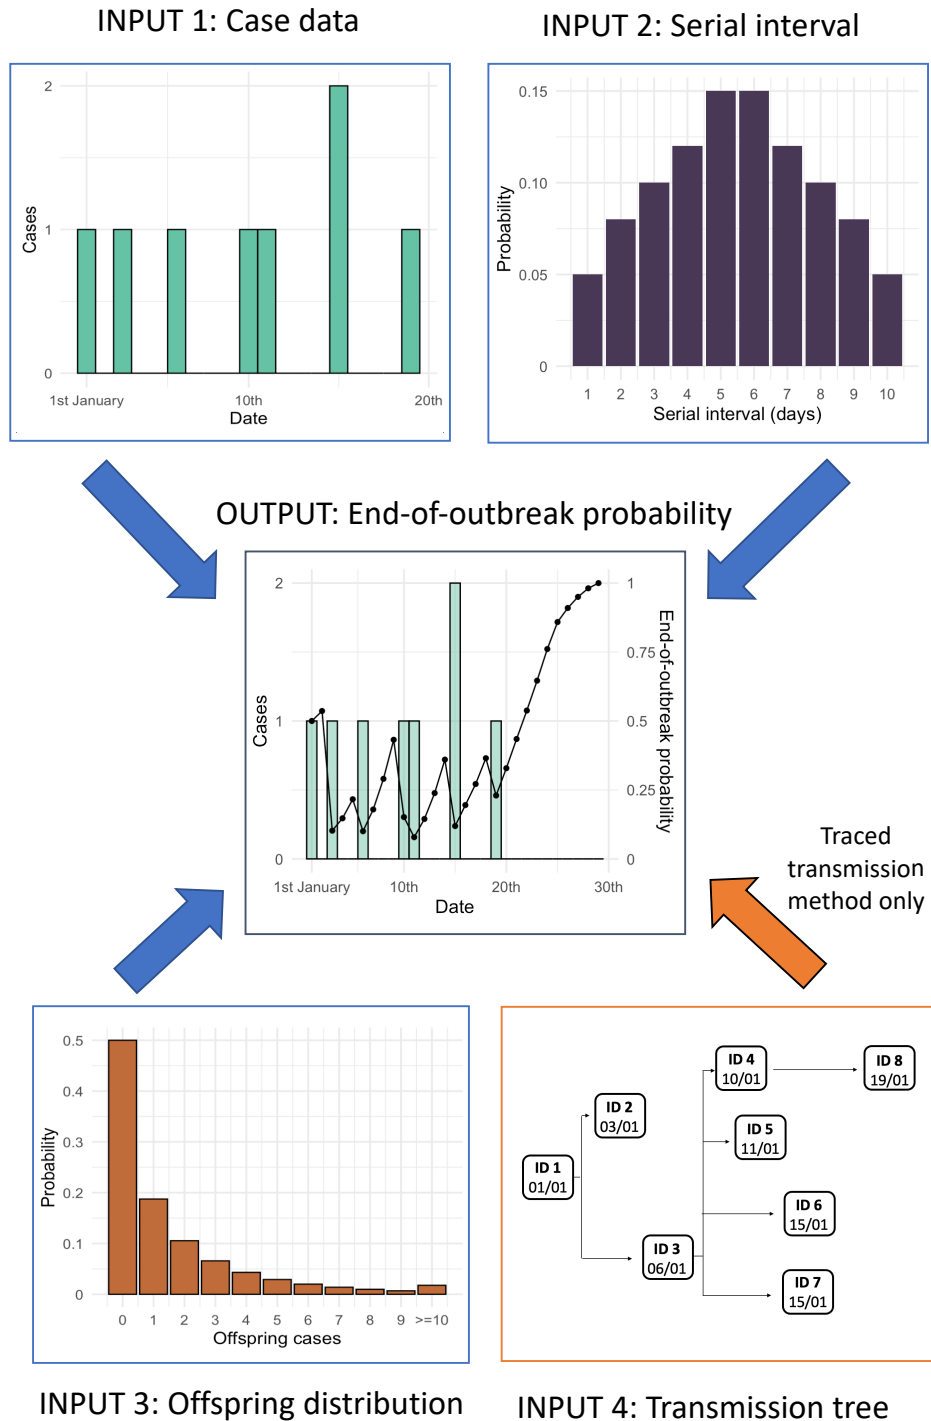 INPUT 1: Case data
2
1
0
Cases
1st January
10th
20th
Date
INPUT 2: Serial interval
0.15
0.10
0.05
0
Probability
1 2 3 4 5 6 7 8 9 10
Serial interval (days)
OUTPUT: End-of-outbreak probability
2
1
0
Cases
1
0.75
0.5
0.25
0
End-of-outbreak probability
1st January
10th
20th
30th
Date
Traced
transmission
method only
0.5
0.4
0.3
0.2
0.1
0
Probability
0 1 2 3 4 5 6 7 8 9 >=10
Offspring cases
INPUT 3: Offspring distribution
ID 1
01/01
ID 2
03/01
ID 3
06/01
ID 4
10/01
ID 5
11/01
ID 6
15/01
ID 7
15/01
ID 8
19/01
INPUT 4: Transmission tree